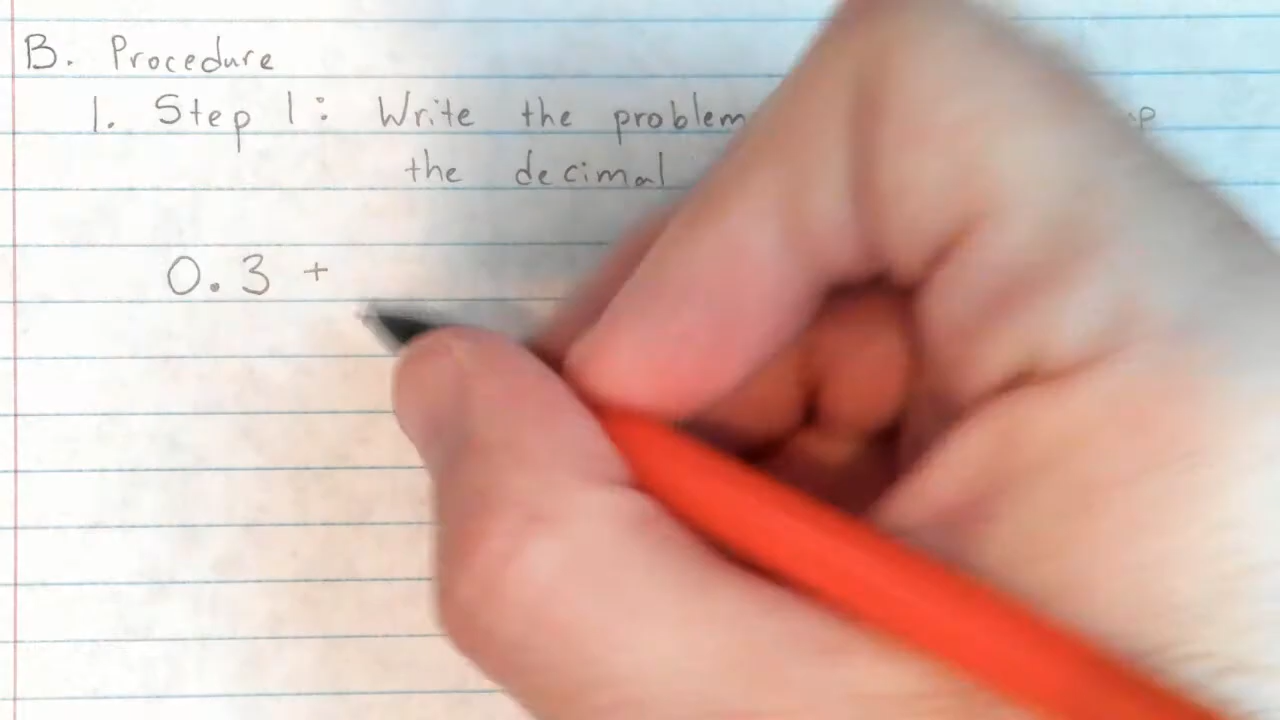 B. Procedure
1. Step 1: Write the problem
the decimal
0.3 +